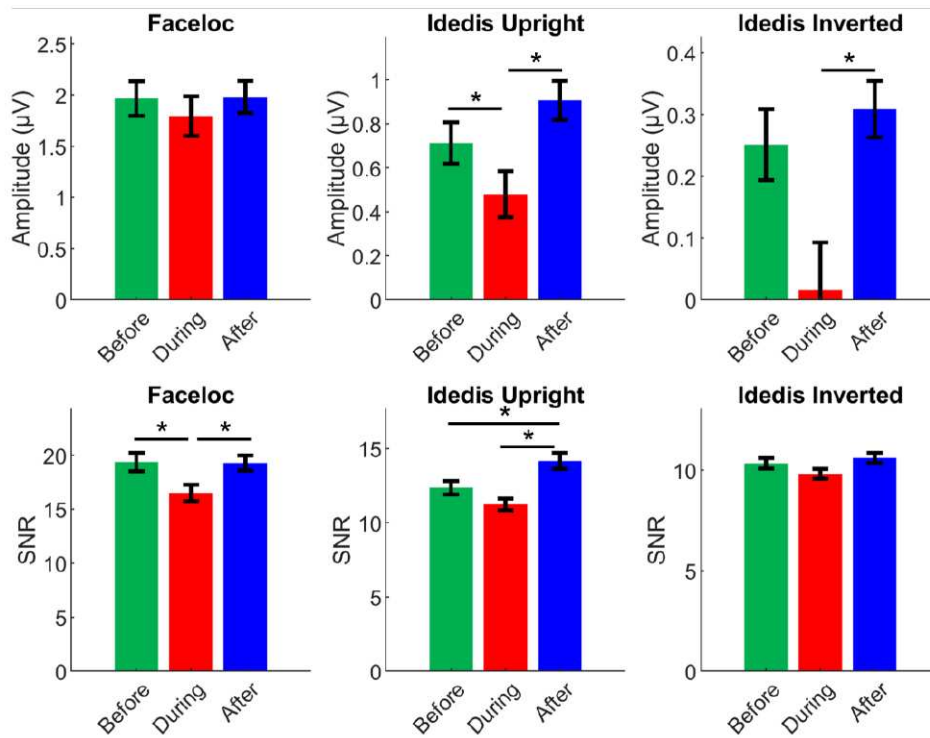 Faceloc
Amplitude (μV)
2.5
2
1.5
1
0.5
0
Before
During
After
Idedis Upright
Amplitude (μV)
1
0.8
0.6
0.4
0.2
0
*
*
Before
During
After
Idedis Inverted
Amplitude (μV)
0.4
0.3
0.2
0.1
0
*
Before
During
After
Faceloc
SNR
20
15
10
5
0
*
*
Before
During
After
Idedis Upright
SNR
15
10
5
0
*
*
Before
During
After
Idedis Inverted
SNR
10
5
0
Before
During
After